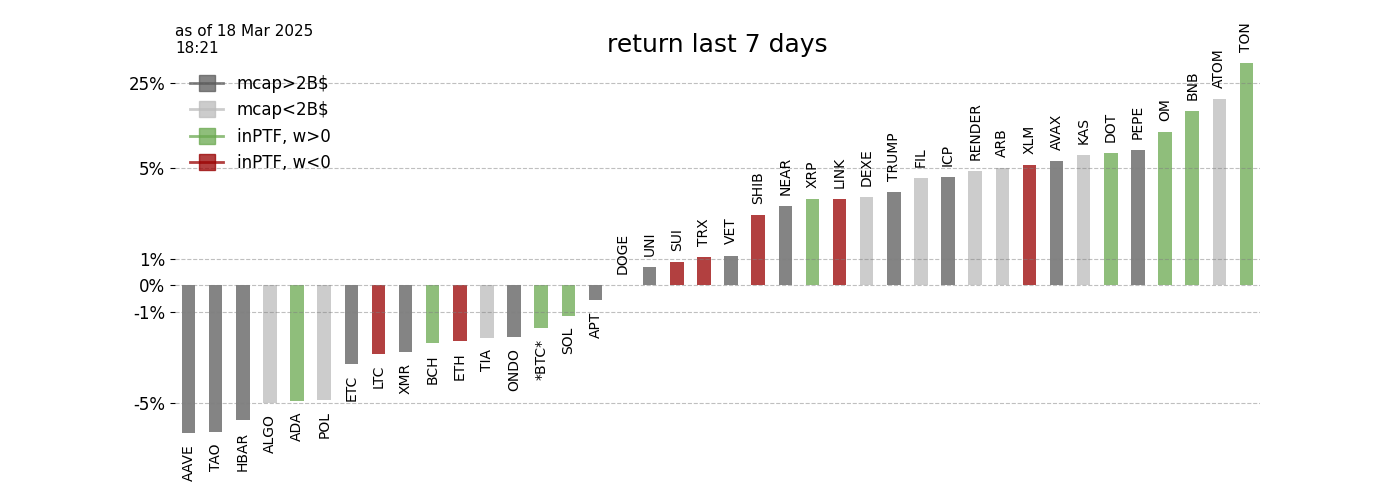 as of 18 Mar 2025
18:21
return last 7 days
mcap>2B$
mcap<2B$
inPTF, w>0
inPTF, w<0
25%
5%
1%
0%
-1%
-5%
AAVE
TAO
HBAR
ALGO
ADA
POL
ETC
LTC
XMR
BCH
ETH
TIA
ONDO
*BTC*
SOL
APT
DOGE
UNI
SUI
TRX
VET
SHIB
NEAR
XRP
LINK
DEXE
TRUMP
FIL
ICP
RENDER
ARB
XLM
AVAX
KAS
DOT
PEPE
OM
BNB
ATOM
TON